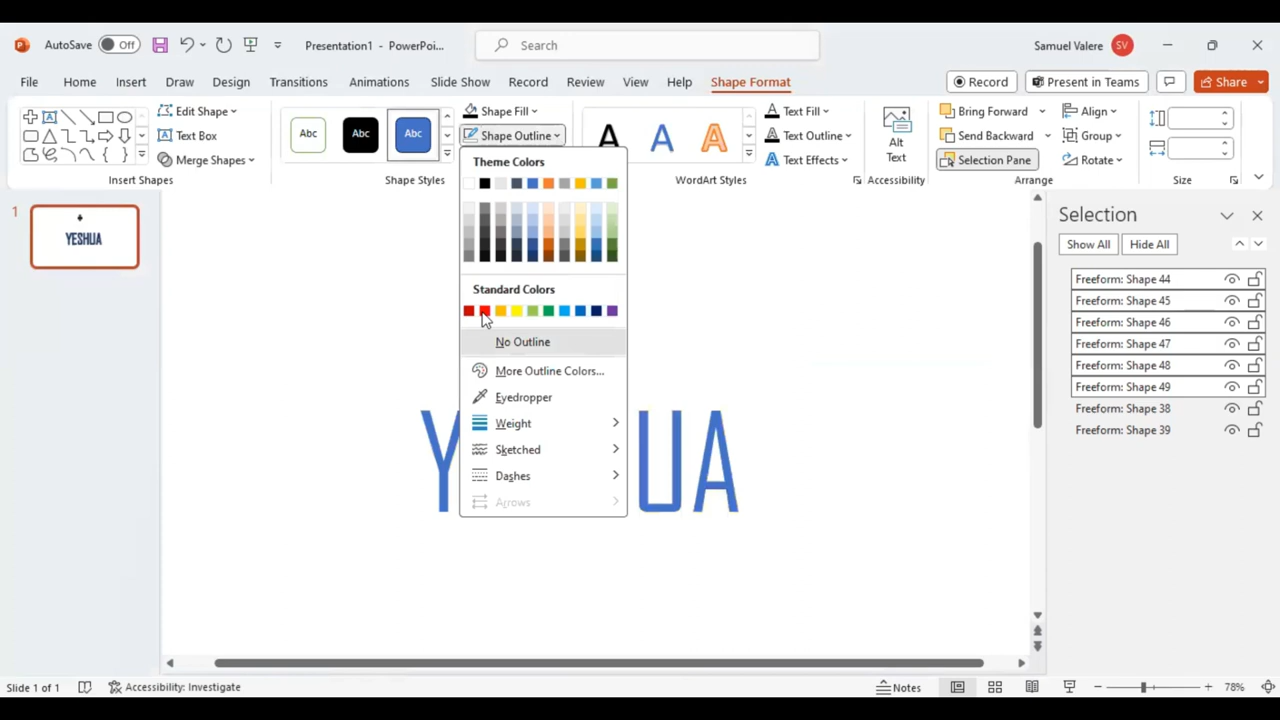 AutoSave Off Presentation1 - PowerPoi... Search Samuel Valere SV
File Home Insert Draw Design Transitions Animations Slide Show Record Review View Help Shape Format Record Present in Teams Share
Edit Shape
Text Box
Merge Shapes
Insert Shapes
Abc Abc Abc
Shape Fill
Shape Outline
Shape Styles
A A A
Text Fill
Text Outline
Text Effects
WordArt Styles
Alt
Text
Accessibility
Bring Forward
Send Backward
Selection Pane
Align
Group
Rotate
Arrange
Size
Theme Colors
Standard Colors
No Outline
More Outline Colors...
Eyedropper
Weight
Sketched
Dashes
Arrows
1
YESHUA
Y UA
Selection
Show All Hide All
Freeform: Shape 44
Freeform: Shape 45
Freeform: Shape 46
Freeform: Shape 47
Freeform: Shape 48
Freeform: Shape 49
Freeform: Shape 38
Freeform: Shape 39
Slide 1 of 1 Accessibility: Investigate Notes 78%